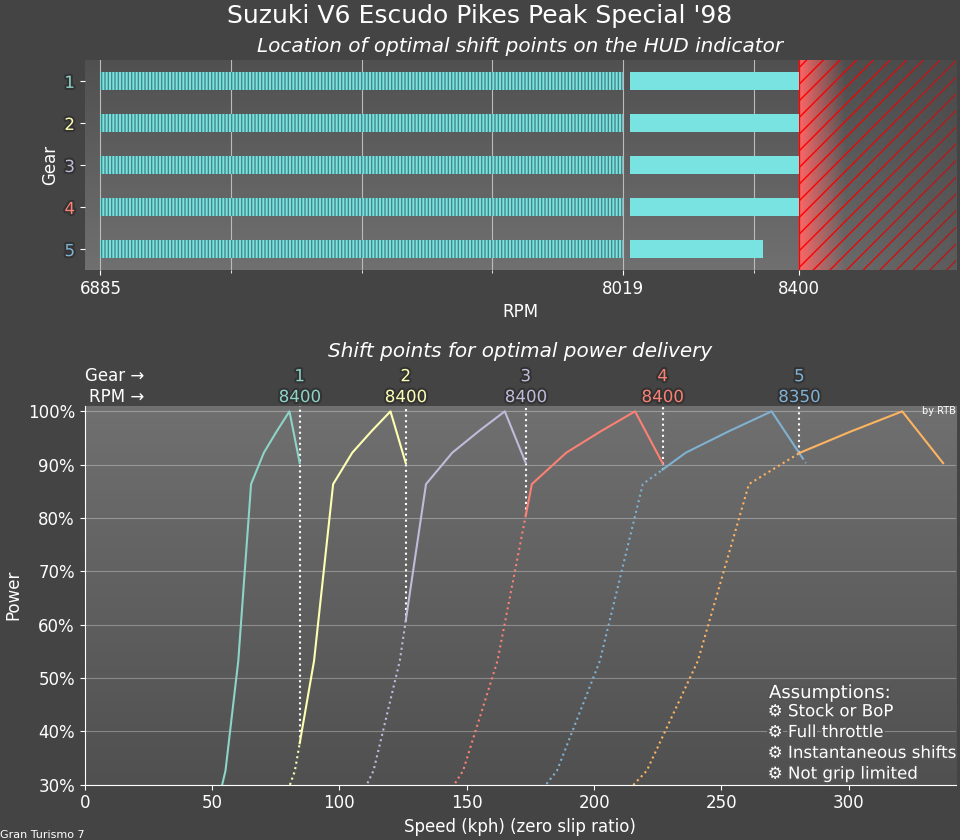 Suzuki V6 Escudo Pikes Peak Special '98
Location of optimal shift points on the HUD indicator
Gear
1
2
3
4
5
6885 8019 8400
RPM
Shift points for optimal power delivery
Gear → 1 2 3 4 5
RPM → 8400 8400 8400 8400 8350
by RTB
Power
100%
90%
80%
70%
60%
50%
40%
30%
Assumptions:
⚙ Stock or BoP
⚙ Full throttle
⚙ Instantaneous shifts
⚙ Not grip limited
0 50 100 150 200 250 300
Speed (kph) (zero slip ratio)
Gran Turismo 7